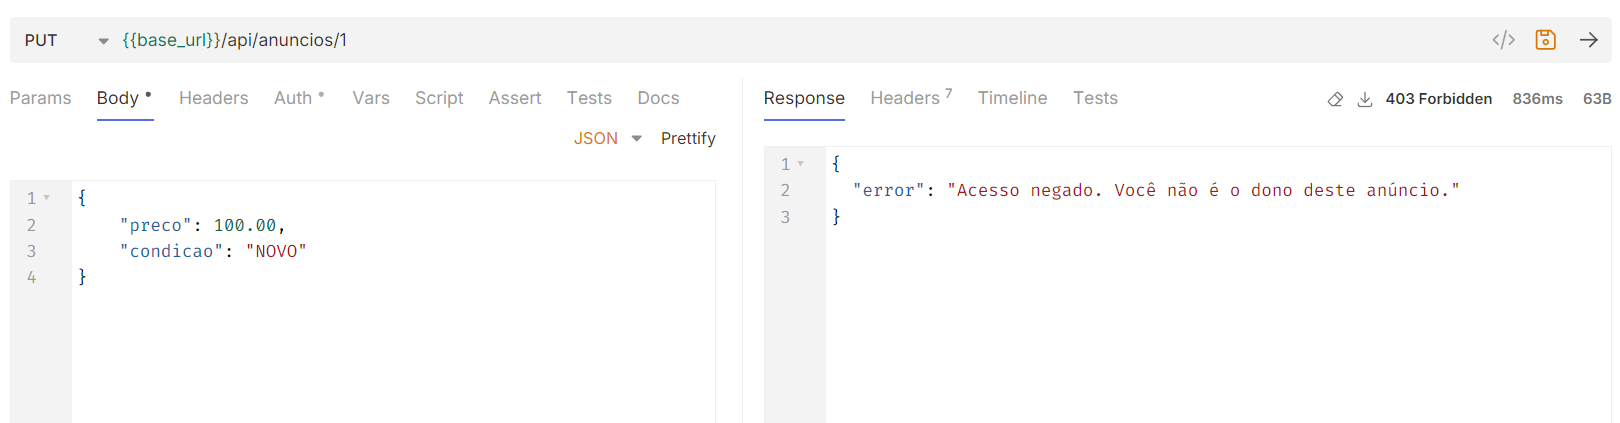 PUT {{base_url}}/api/anuncios/1 </>
Params Body Headers Auth Vars Script Assert Tests Docs
JSON Prettify
1 {
2 "preco": 100.00,
3 "condicao": "NOVO"
4 }
Response Headers 7 Timeline Tests 403 Forbidden 836ms 63B
1 {
2 "error": "Acesso negado. Você não é o dono deste anúncio."
3 }